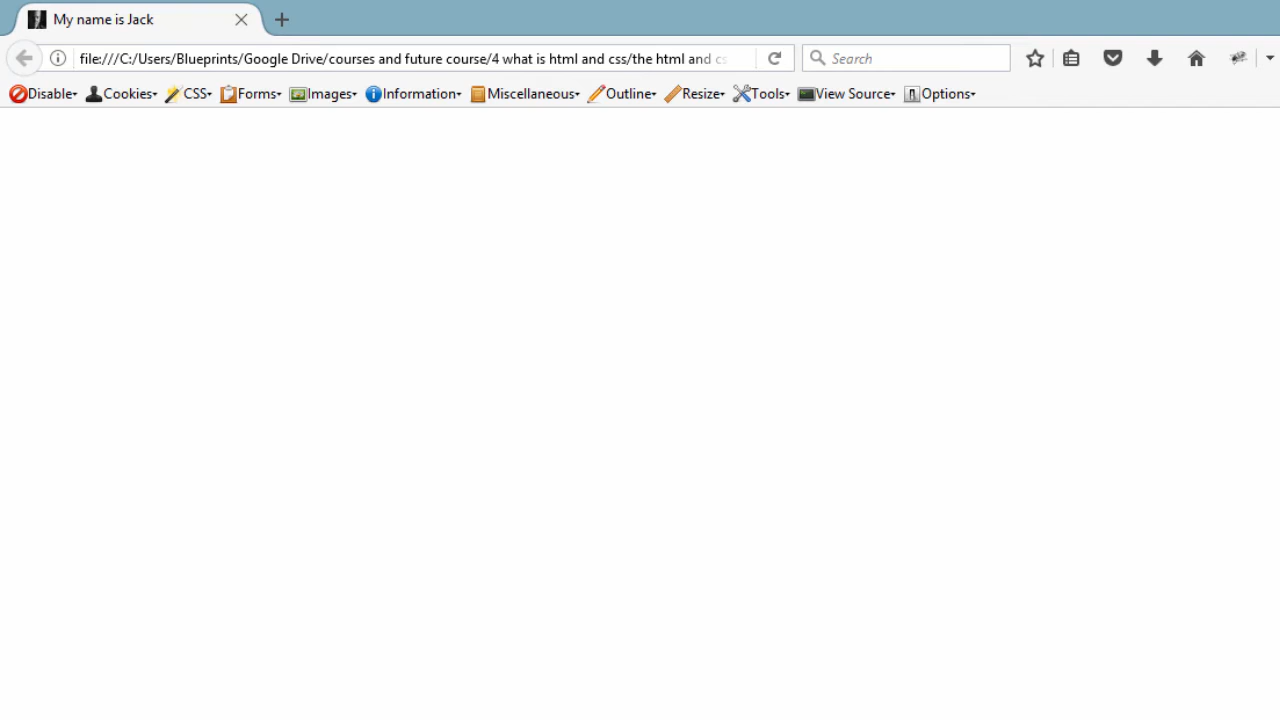 My name is Jack
file:///C:/Users/Blueprints/Google Drive/courses and future course/4 what is html and css/the html and cs
Search
Disable Cookies CSS Forms Images Information Miscellaneous Outline Resize Tools View Source Options